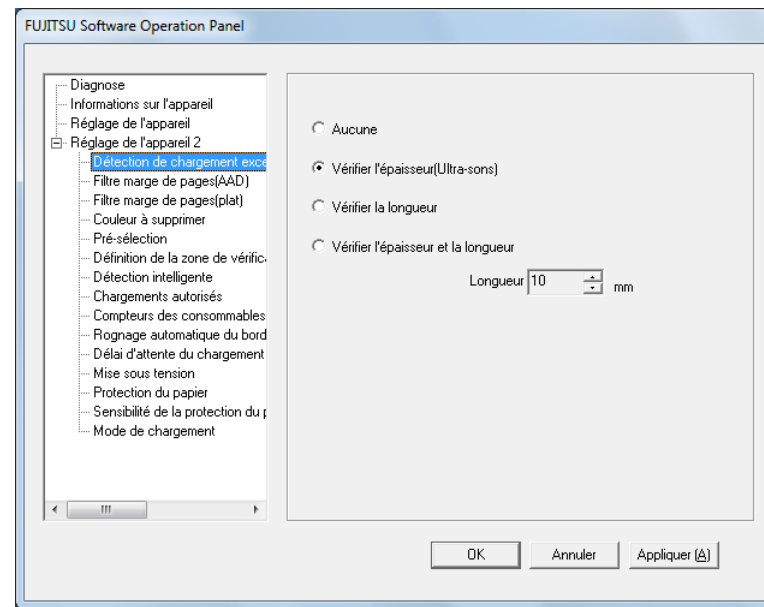 FUJITSU Software Operation Panel
Diagnose
Informations sur l'appareil
Réglage de l'appareil
Réglage de l'appareil 2
Détection de chargement exce
Filtre marge de pages(AAD)
Filtre marge de pages(plat)
Couleur à supprimer
Pré-sélection
Définition de la zone de vérific
Détection intelligente
Chargements autorisés
Compteurs des consommables
Rognage automatique du bord
Délai d'attente du chargement
Mise sous tension
Protection du papier
Sensibilité de la protection du p
Mode de chargement
Aucune
Vérifier l'épaisseur(Ultra-sons)
Vérifier la longueur
Vérifier l'épaisseur et la longueur
Longueur 10 mm
OK Annuler Appliquer (A)